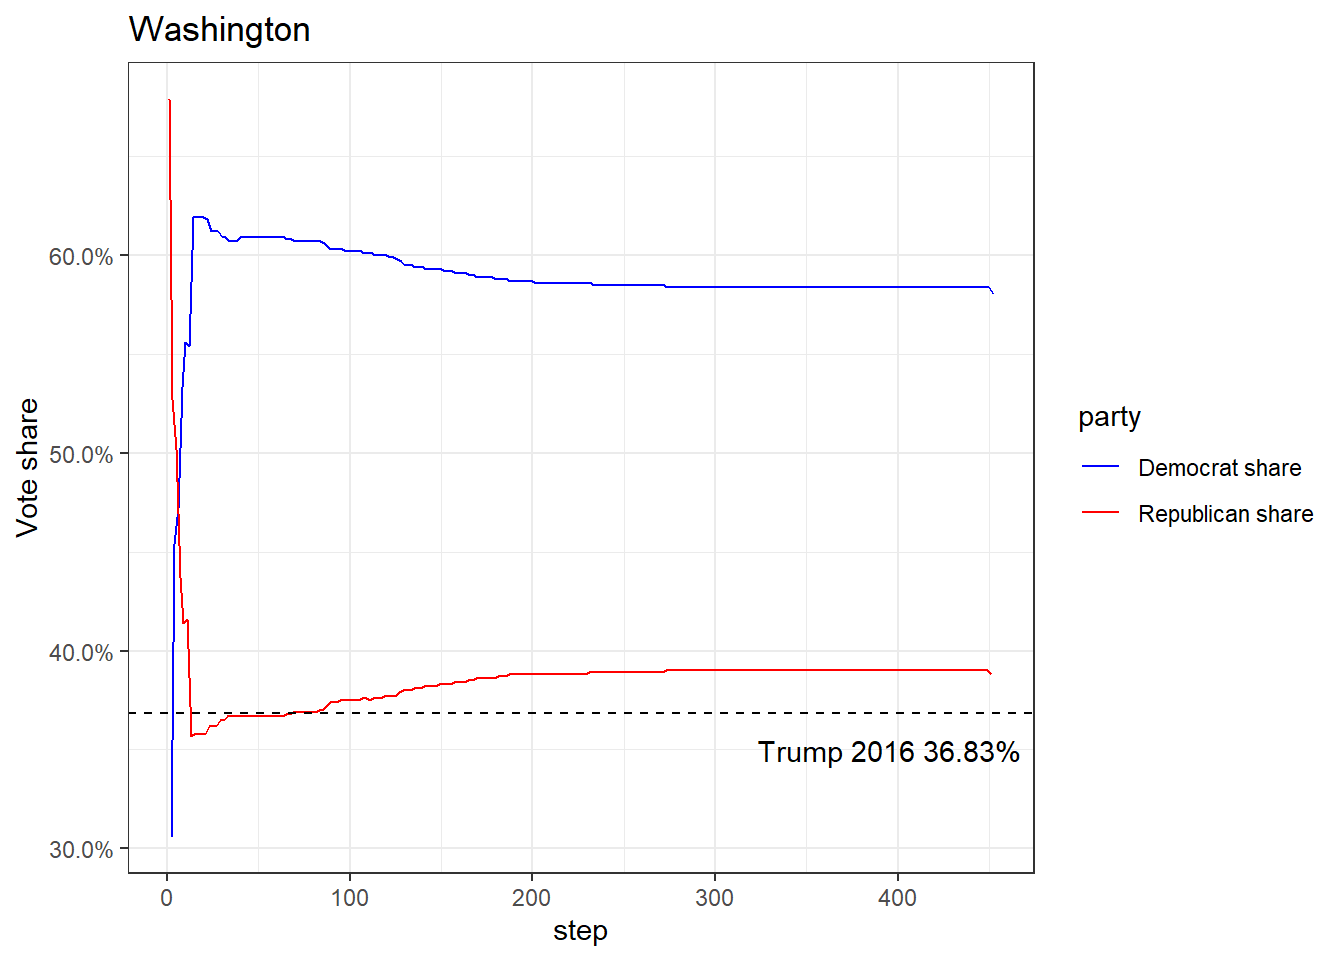 Washington
Vote share
60.0%
50.0%
40.0%
30.0%
Trump 2016 36.83%
0
100
200
300
400
step
party
Democrat share
Republican share